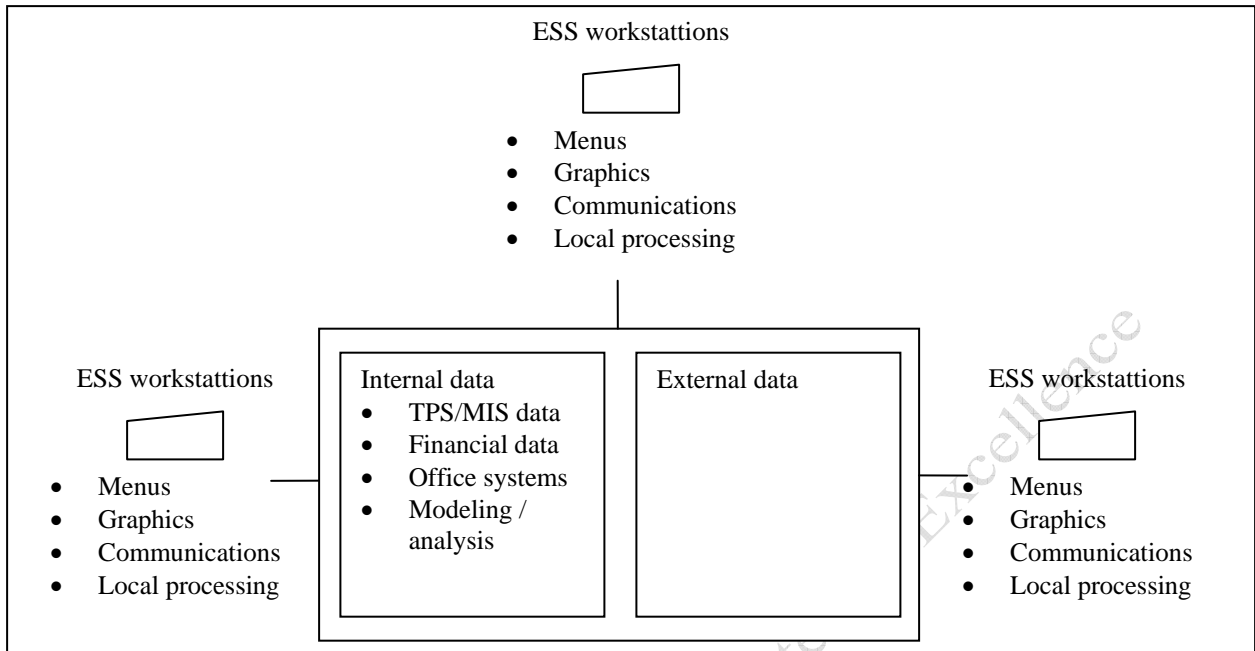 ESS workstattions
• Menus
• Graphics
• Communications
• Local processing
ESS workstattions
• Menus
• Graphics
• Communications
• Local processing
Internal data
• TPS/MIS data
• Financial data
• Office systems
• Modeling /
analysis
External data
ESS workstattions
• Menus
• Graphics
• Communications
• Local processing
Excellence